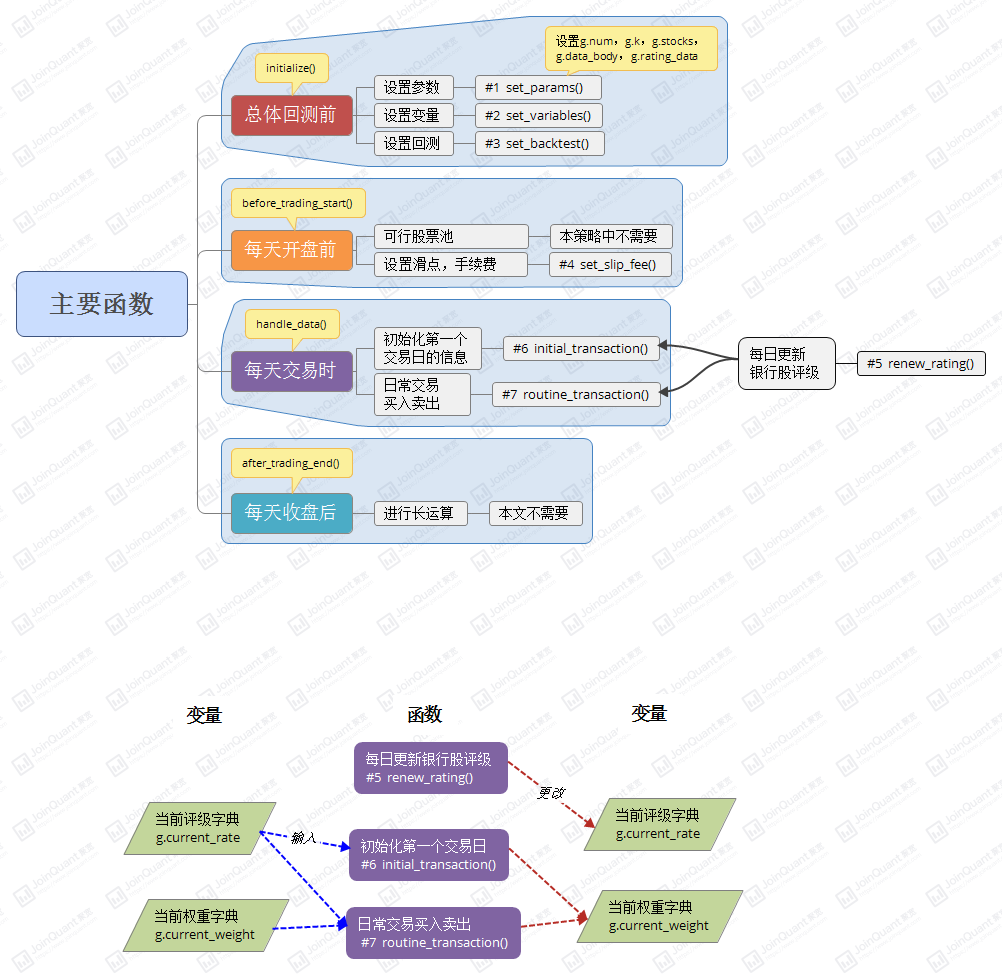 设置g.num，g.k，g.stocks，
g.data_body，g.rating_data
initialize()
总体回测前
设置参数
#1 set_params()
设置变量
#2 set_variables()
设置回测
#3 set_backtest()
before_trading_start()
每天开盘前
可行股票池
本策略中不需要
设置滑点，手续费
#4 set_slip_fee()
主要函数
handle_data()
每天交易时
初始化第一个
交易日的信息
#6 initial_transaction()
日常交易
买入卖出
#7 routine_transaction()
每日更新
银行股评级
#5 renew_rating()
after_trading_end()
每天收盘后
进行长运算
本文不需要
变量
函数
变量
每日更新银行股评级
#5 renew_rating()
更改
当前评级字典
g.current_rate
输入
初始化第一个交易日
#6 initial_transaction()
当前评级字典
g.current_rate
当前权重字典
g.current_weight
日常交易买入卖出
#7 routine_transaction()
当前权重字典
g.current_weight
JoinQuant 聚宽